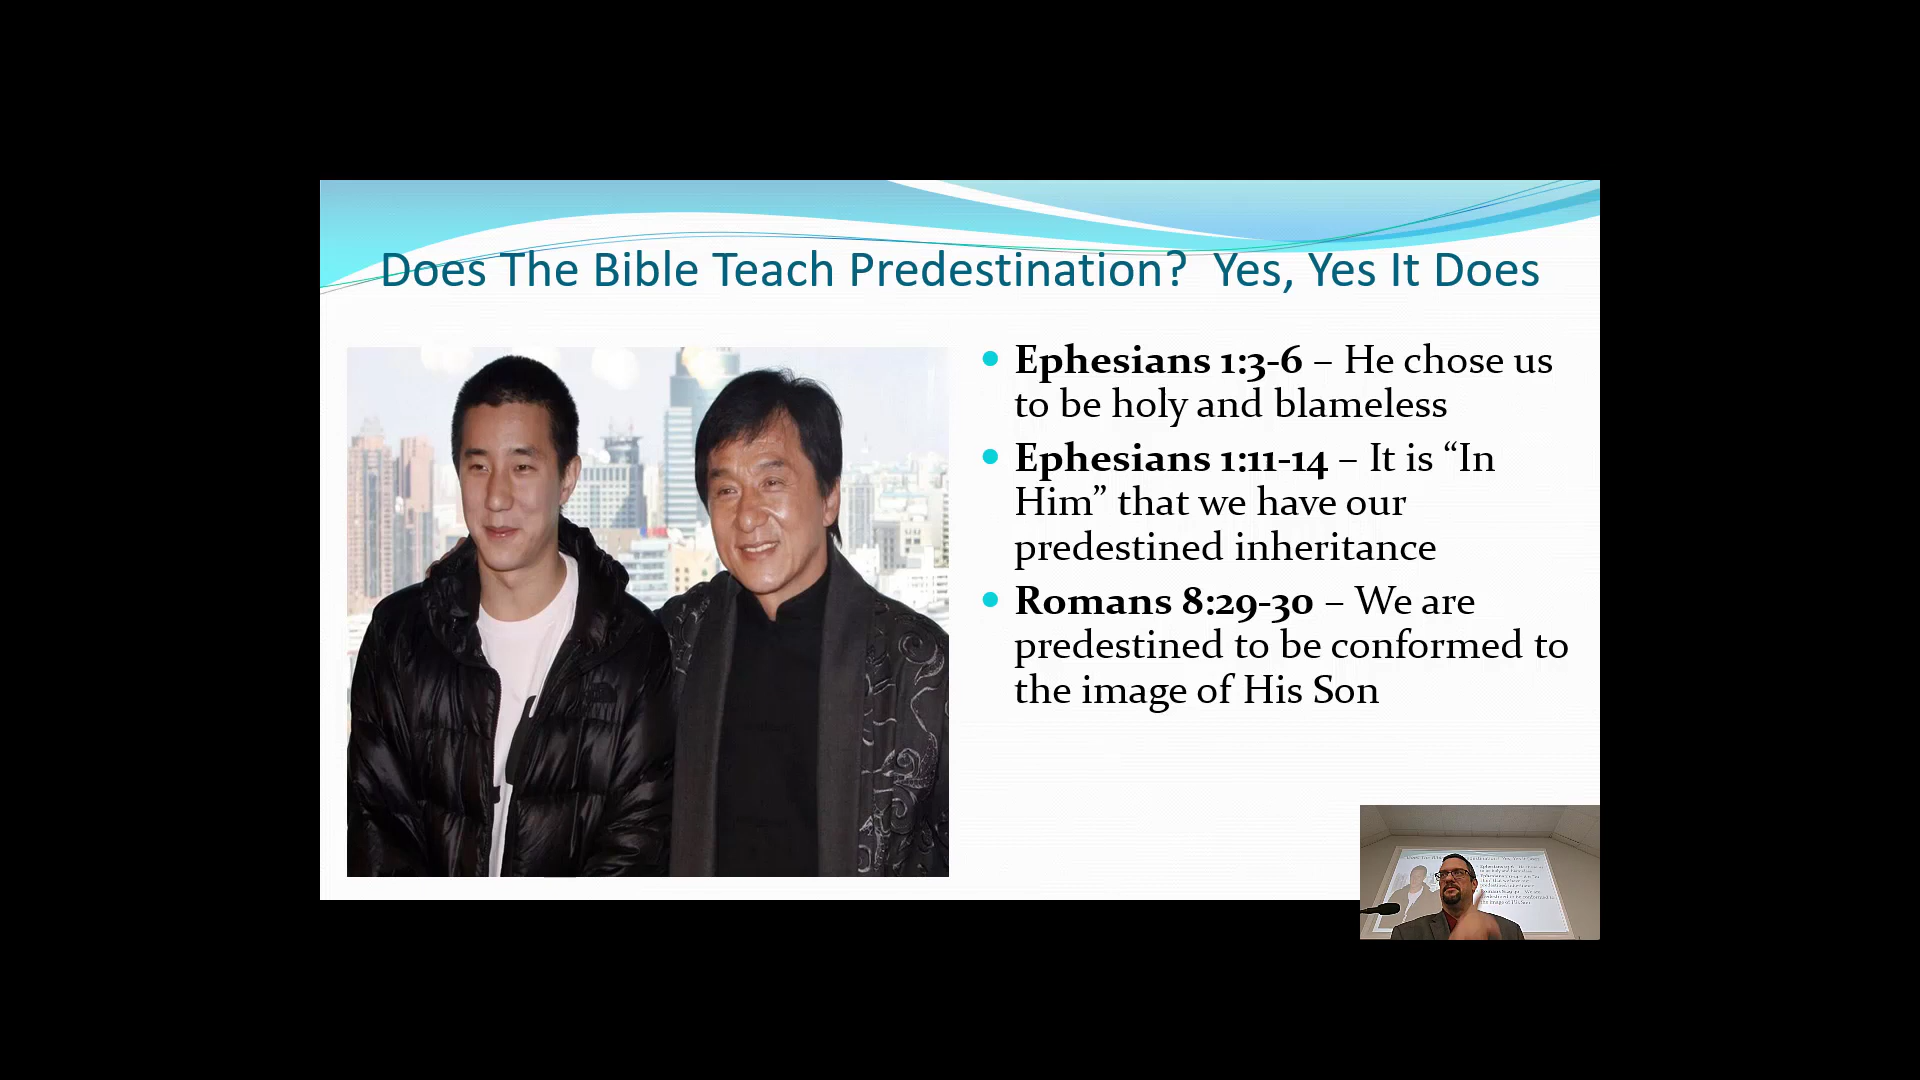 Does The Bible Teach Predestination?  Yes, Yes It Does
• Ephesians 1:3-6 – He chose us
to be holy and blameless
• Ephesians 1:11-14 – It is “In
Him” that we have our
predestined inheritance
• Romans 8:29-30 – We are
predestined to be conformed to
the image of His Son